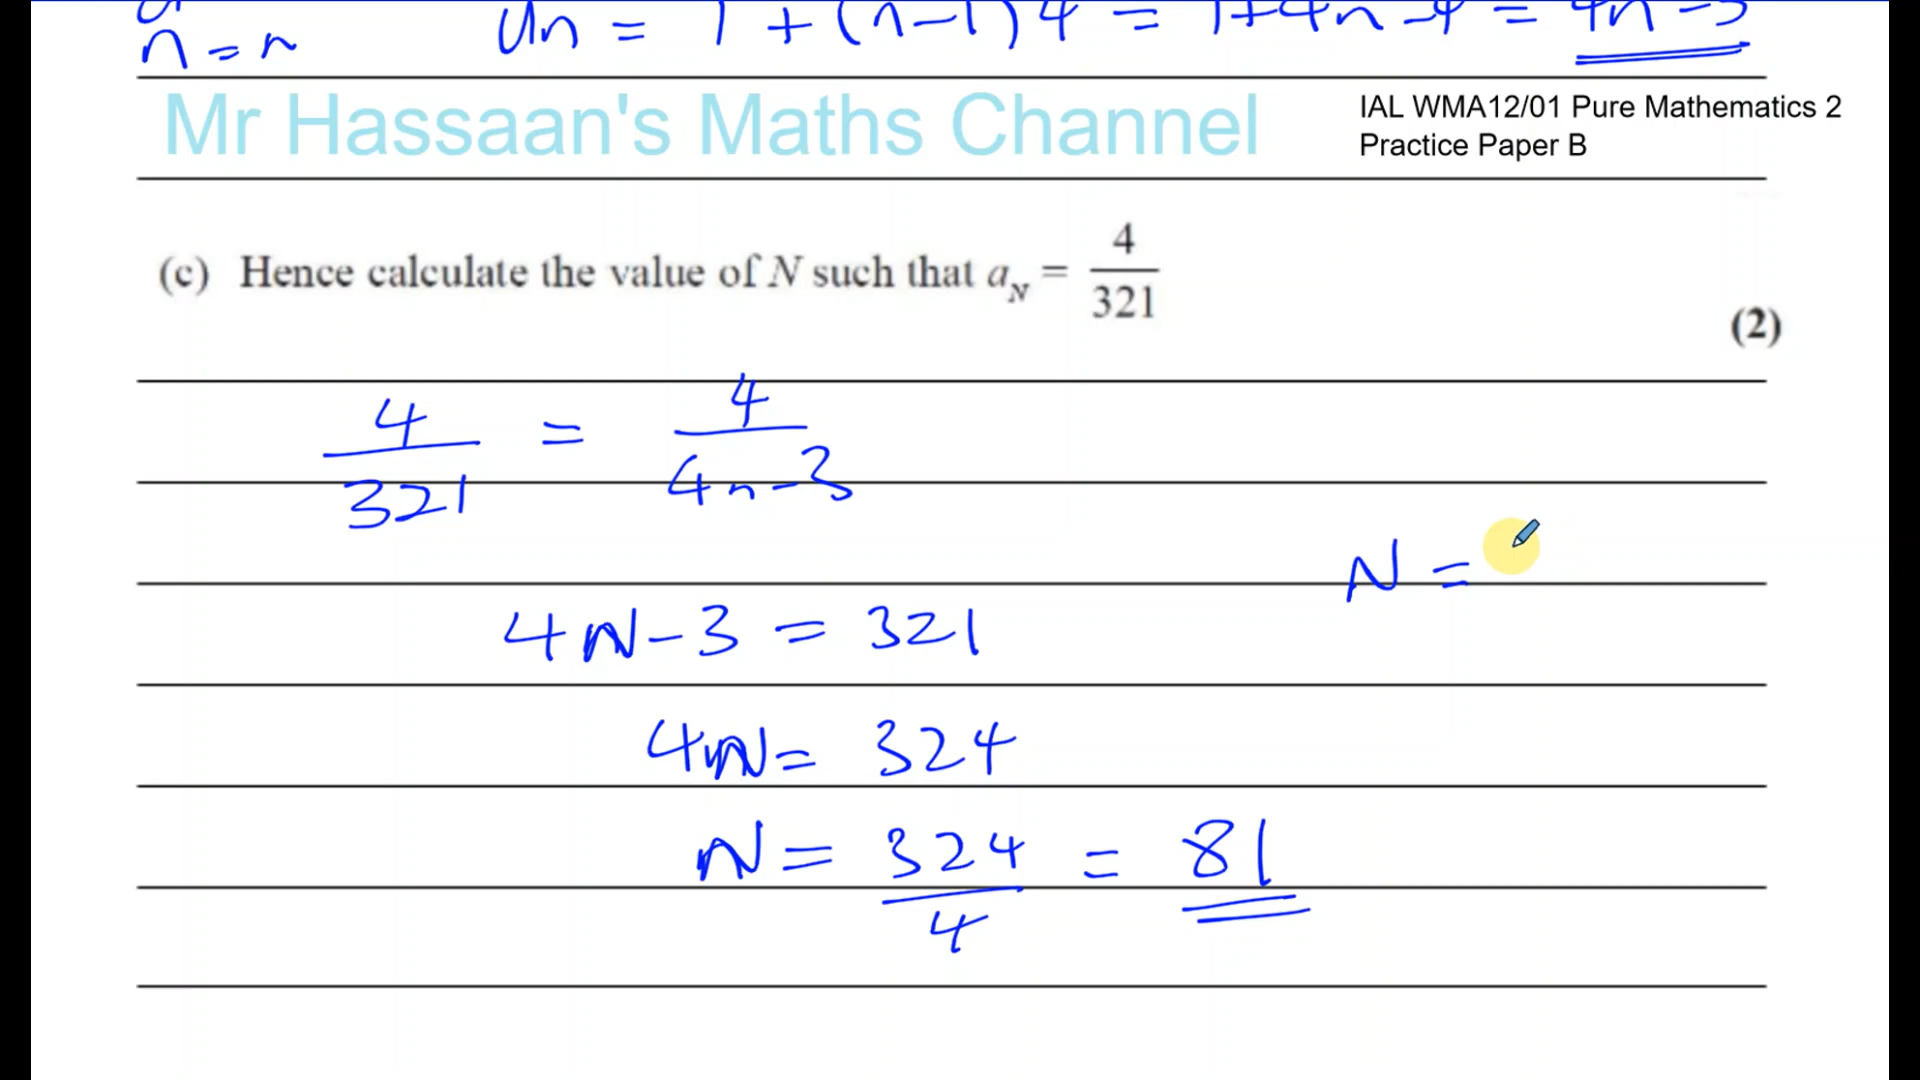 n = n Un = 1 + (n-1)4 = 1+4n-4 = 4n-3
Mr Hassaan's Maths Channel
IAL WMA12/01 Pure Mathematics 2
Practice Paper B
(c) Hence calculate the value of N such that a_N = 4/321
(2)
4/321 = 4/(4n-3)
N =
4N-3 = 321
4N = 324
N = 324/4 = 81